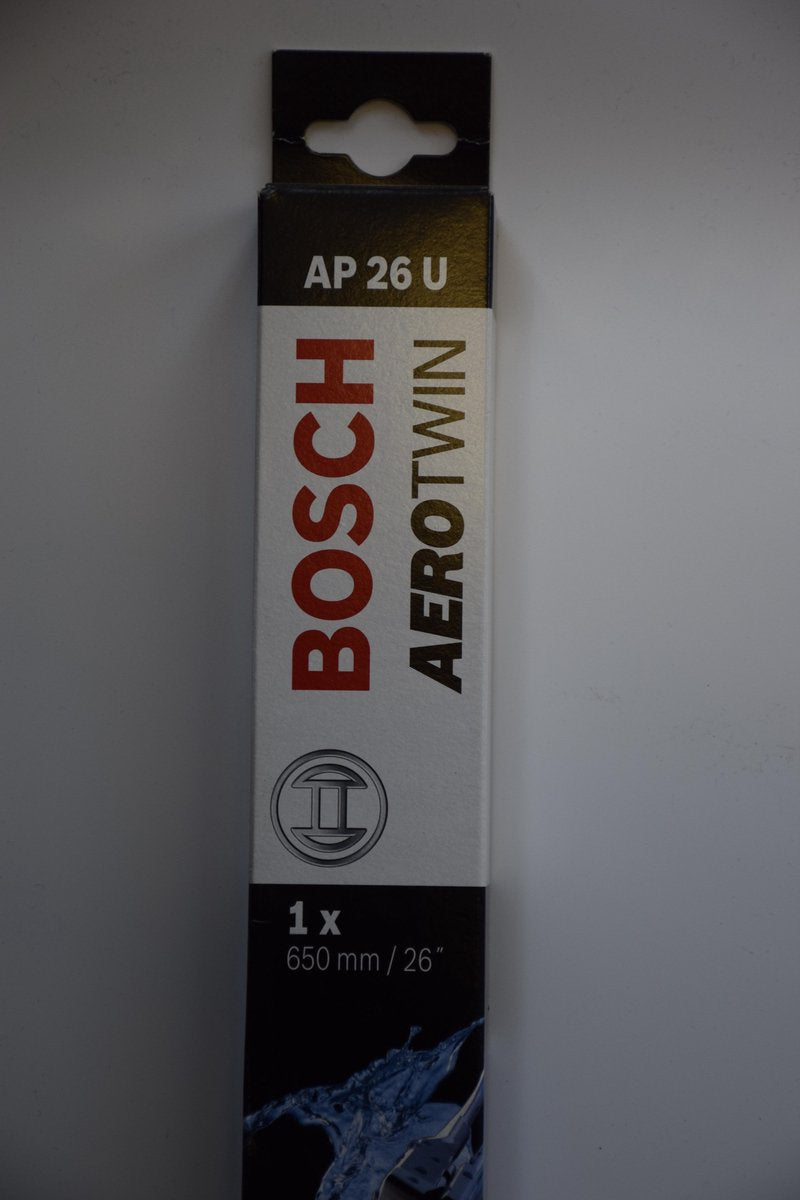 AP 26 U
BOSCH
AEROTWIN
1 x
650 mm / 26"